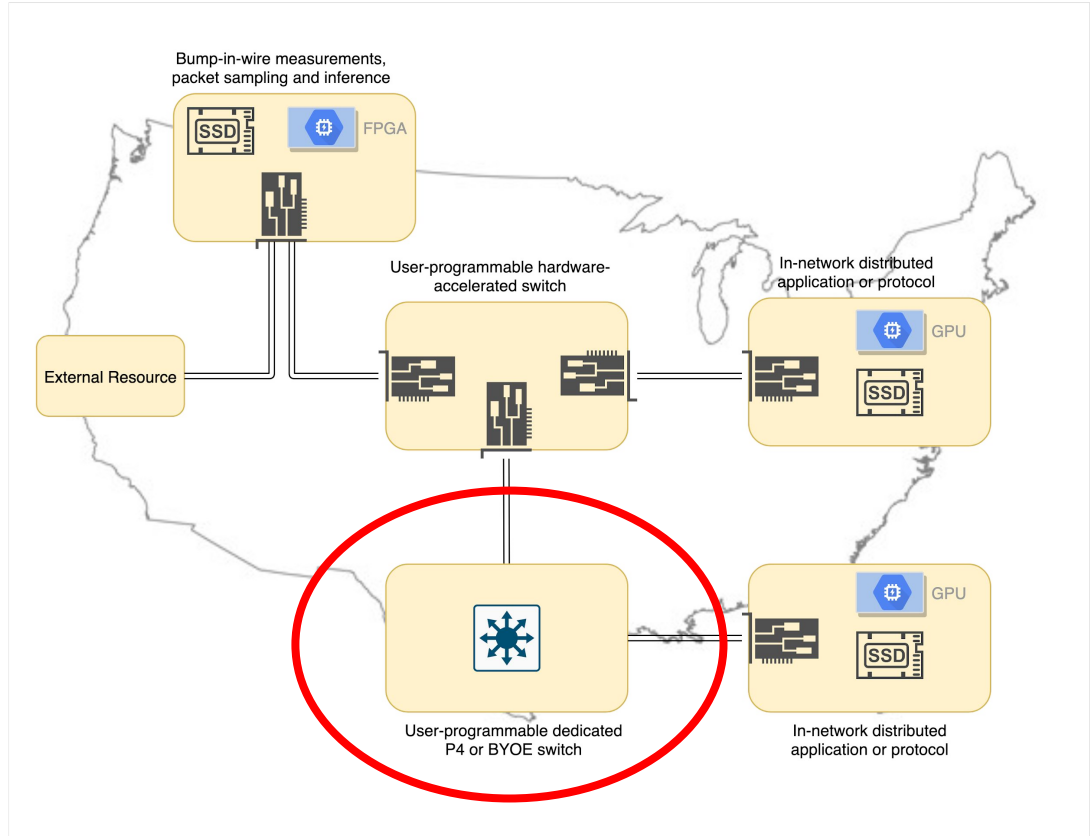 Bump-in-wire measurements,
packet sampling and inference
SSD
FPGA
User-programmable hardware-
accelerated switch
In-network distributed
application or protocol
GPU
SSD
External Resource
GPU
SSD
User-programmable dedicated
P4 or BYOE switch
In-network distributed
application or protocol